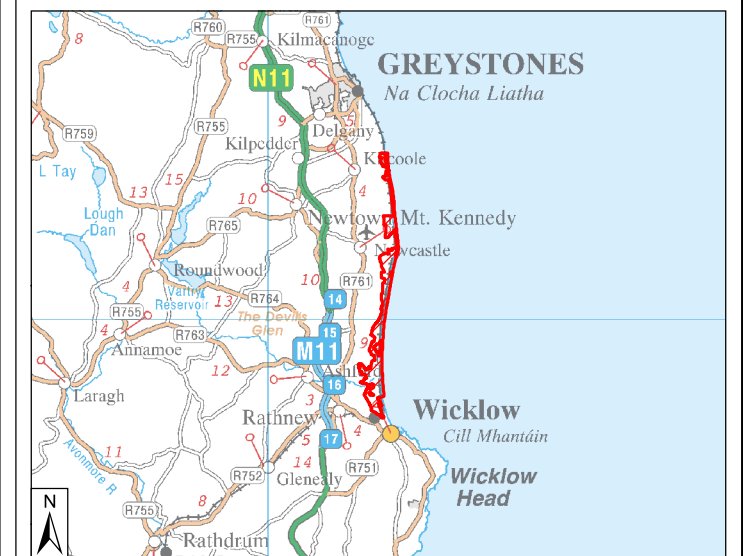 R761
R760
8
R755
Kilmacanoge
GREYSTONES
N11
Na Clocha Liatha
9
5
R759
R755
Delgany
Kilpedder
Kilcoole
L Tay
15
13
4
10
Lough
Dan
Newtown Mt. Kennedy
R765
Newcastle
Roundwood
10
R761
4
Vartry
Reservoir
13
R764
14
R755
The Devils
Glen
15
4
R763
M11
9
Annamoe
12
Ashford
16
Laragh
3
Wicklow
Rathnew
4
Cill Mhantáin
17
5
11
Avonmore R
14
R751
R752
Glenealy
Wicklow
Head
8
N
R755
Rathdrum